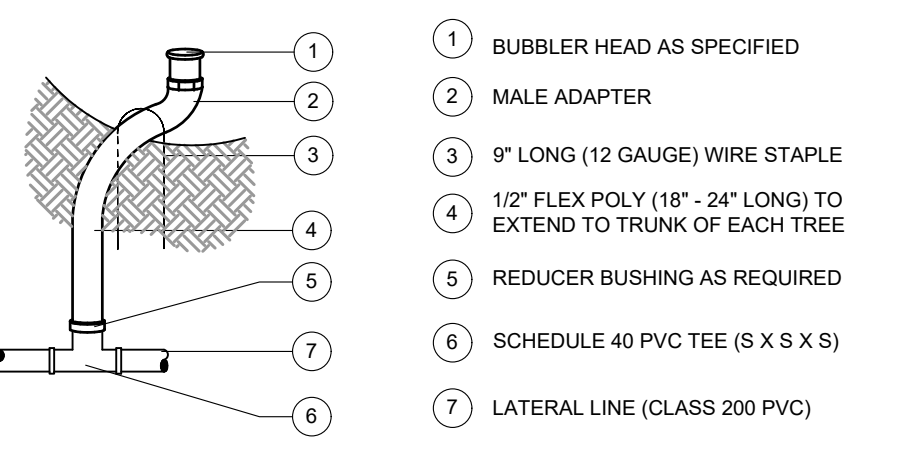 1
2
3
4
5
7
6
1 BUBBLER HEAD AS SPECIFIED
2 MALE ADAPTER
3 9" LONG (12 GAUGE) WIRE STAPLE
4 1/2" FLEX POLY (18" - 24" LONG) TO
EXTEND TO TRUNK OF EACH TREE
5 REDUCER BUSHING AS REQUIRED
6 SCHEDULE 40 PVC TEE (S X S X S)
7 LATERAL LINE (CLASS 200 PVC)